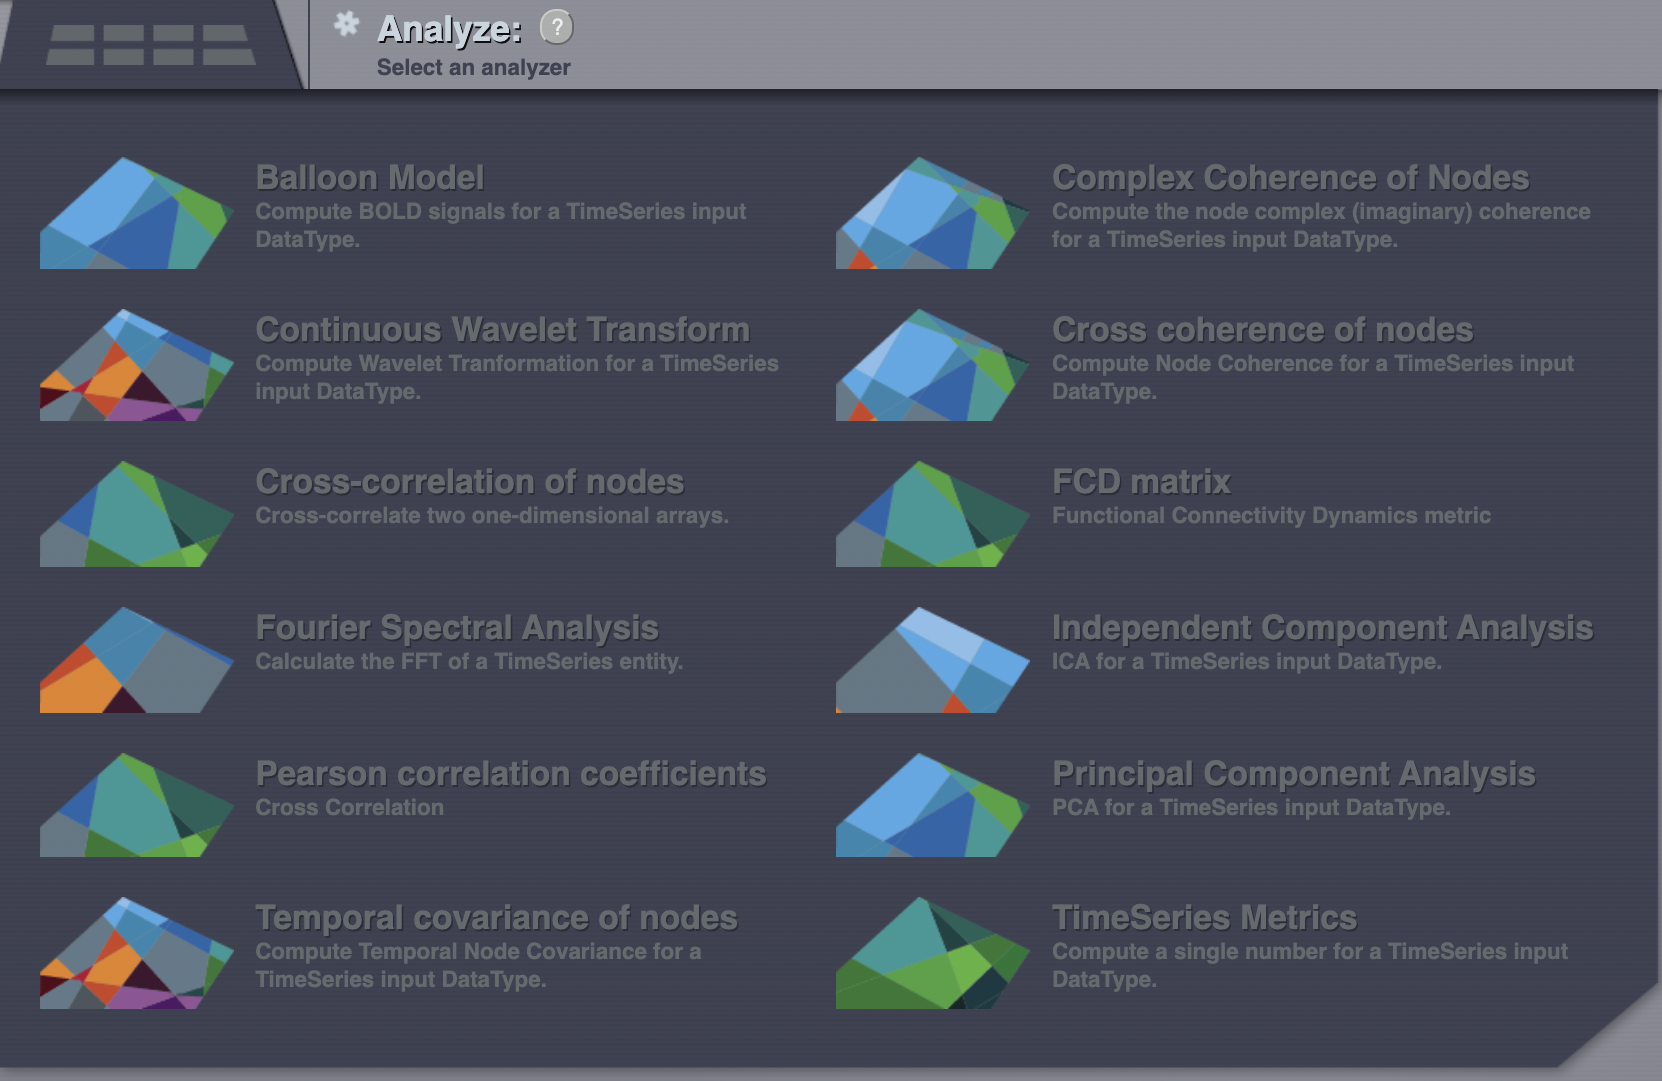 Analyze: ?
Select an analyzer
Balloon Model
Compute BOLD signals for a TimeSeries input
DataType.
Complex Coherence of Nodes
Compute the node complex (imaginary) coherence
for a TimeSeries input DataType.
Continuous Wavelet Transform
Compute Wavelet Tranformation for a TimeSeries
input DataType.
Cross coherence of nodes
Compute Node Coherence for a TimeSeries input
DataType.
Cross-correlation of nodes
Cross-correlate two one-dimensional arrays.
FCD matrix
Functional Connectivity Dynamics metric
Fourier Spectral Analysis
Calculate the FFT of a TimeSeries entity.
Independent Component Analysis
ICA for a TimeSeries input DataType.
Pearson correlation coefficients
Cross Correlation
Principal Component Analysis
PCA for a TimeSeries input DataType.
Temporal covariance of nodes
Compute Temporal Node Covariance for a
TimeSeries input DataType.
TimeSeries Metrics
Compute a single number for a TimeSeries input
DataType.